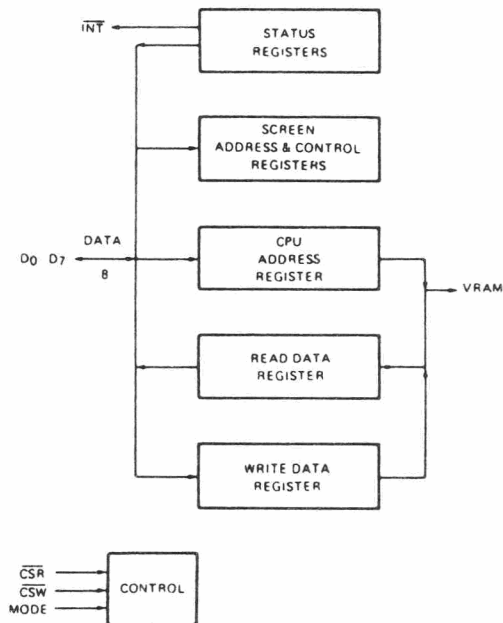 INT
STATUS
REGISTERS
SCREEN
ADDRESS & CONTROL
REGISTERS
DATA
D0 D7
8
CPU
ADDRESS
REGISTER
VRAM
READ DATA
REGISTER
WRITE DATA
REGISTER
CSR
CSW
MODE
CONTROL